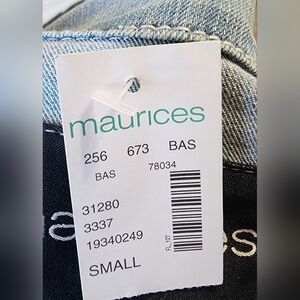 maurices
256 673 BAS
BAS 78034
31280
3337
19340249
SMALL